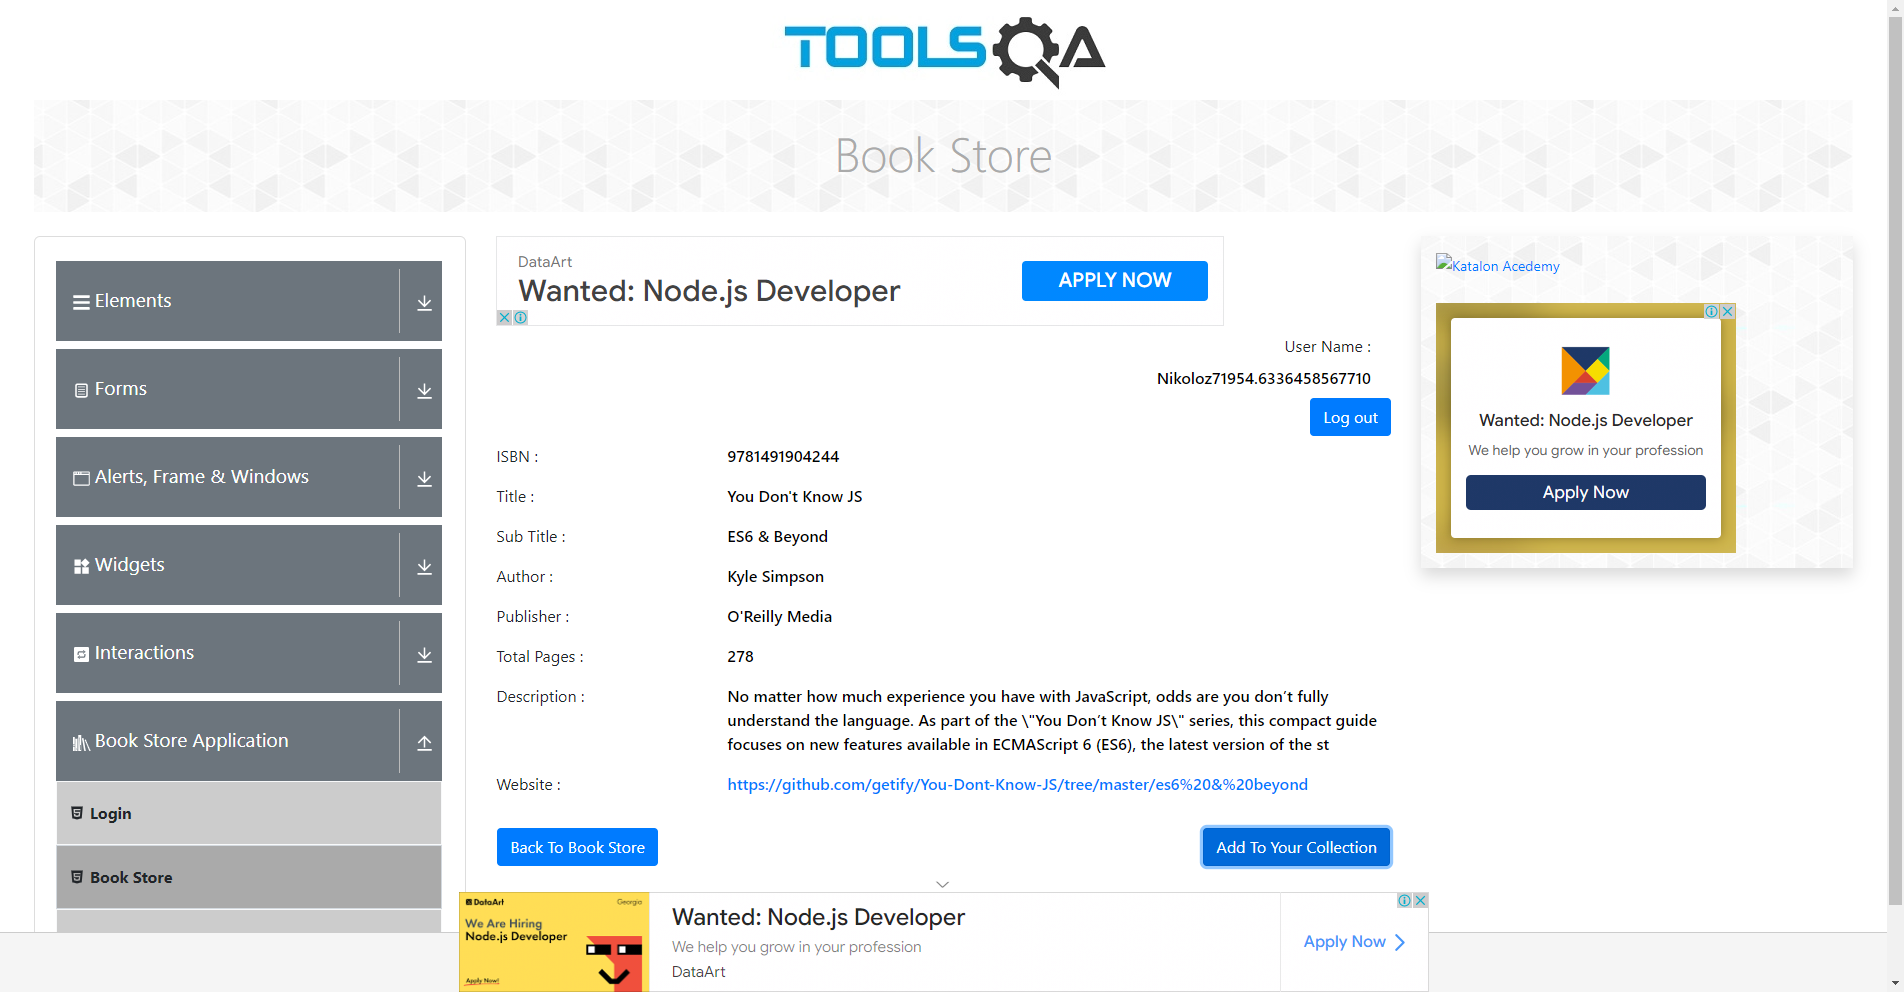 TOOLSQA
Book Store
Elements
Forms
Alerts, Frame & Windows
Widgets
Interactions
Book Store Application
Login
Book Store
DataArt
Wanted: Node.js Developer
APPLY NOW
User Name :
Nikoloz71954.6336458567710
Log out
ISBN :
9781491904244
Title :
You Don't Know JS
Sub Title :
ES6 & Beyond
Author :
Kyle Simpson
Publisher :
O'Reilly Media
Total Pages :
278
Description :
No matter how much experience you have with JavaScript, odds are you don’t fully
understand the language. As part of the \"You Don’t Know JS\" series, this compact guide
focuses on new features available in ECMAScript 6 (ES6), the latest version of the st
Website :
https://github.com/getify/You-Dont-Know-JS/tree/master/es6%20&%20beyond
Back To Book Store
Add To Your Collection
Katalon Acedemy
Wanted: Node.js Developer
We help you grow in your profession
Apply Now
DataArt
Georgia
We Are Hiring
Node.js Developer
Apply Now!
Wanted: Node.js Developer
We help you grow in your profession
DataArt
Apply Now